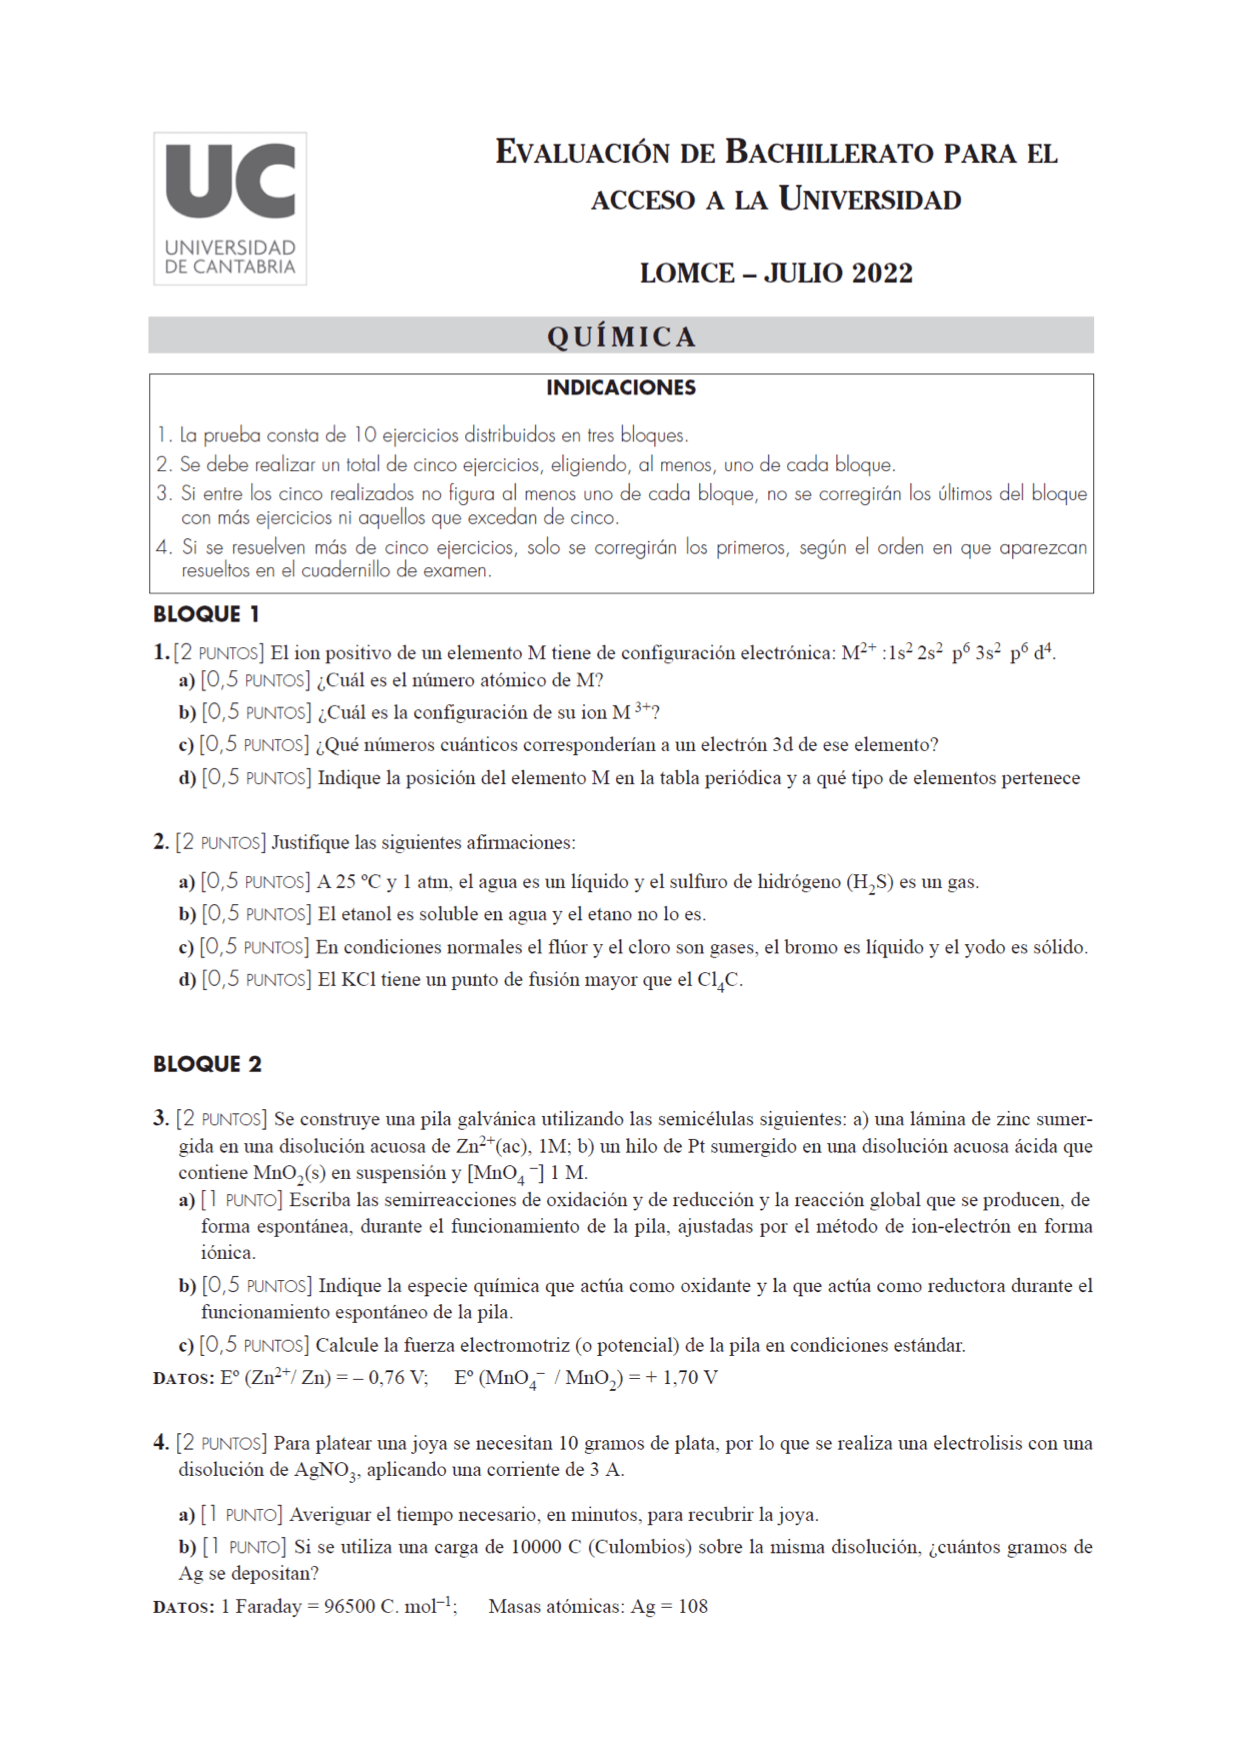 UC
UNIVERSIDAD
DE CANTABRIA
EVALUACIÓN DE BACHILLERATO PARA EL
ACCESO A LA UNIVERSIDAD
LOMCE – JULIO 2022
QUÍMICA
INDICACIONES
1. La prueba consta de 10 ejercicios distribuidos en tres bloques.
2. Se debe realizar un total de cinco ejercicios, eligiendo, al menos, uno de cada bloque.
3. Si entre los cinco realizados no figura al menos uno de cada bloque, no se corregirán los últimos del bloque
con más ejercicios ni aquellos que excedan de cinco.
4. Si se resuelven más de cinco ejercicios, solo se corregirán los primeros, según el orden en que aparezcan
resueltos en el cuadernillo de examen.
BLOQUE 1
1. [2 PUNTOS] El ion positivo de un elemento M tiene de configuración electrónica: M²⁺ :1s² 2s² p⁶ 3s² p⁶ d⁴.
a) [0,5 PUNTOS] ¿Cuál es el número atómico de M?
b) [0,5 PUNTOS] ¿Cuál es la configuración de su ion M ³⁺?
c) [0,5 PUNTOS] ¿Qué números cuánticos corresponderían a un electrón 3d de ese elemento?
d) [0,5 PUNTOS] Indique la posición del elemento M en la tabla periódica y a qué tipo de elementos pertenece
2. [2 PUNTOS] Justifique las siguientes afirmaciones:
a) [0,5 PUNTOS] A 25 ºC y 1 atm, el agua es un líquido y el sulfuro de hidrógeno (H₂S) es un gas.
b) [0,5 PUNTOS] El etanol es soluble en agua y el etano no lo es.
c) [0,5 PUNTOS] En condiciones normales el flúor y el cloro son gases, el bromo es líquido y el yodo es sólido.
d) [0,5 PUNTOS] El KCl tiene un punto de fusión mayor que el Cl₄C.
BLOQUE 2
3. [2 PUNTOS] Se construye una pila galvánica utilizando las semicélulas siguientes: a) una lámina de zinc sumer-
gida en una disolución acuosa de Zn²⁺(ac), 1M; b) un hilo de Pt sumergido en una disolución acuosa ácida que
contiene MnO₂(s) en suspensión y [MnO₄⁻] 1 M.
a) [1 PUNTO] Escriba las semirreacciones de oxidación y de reducción y la reacción global que se producen, de
forma espontánea, durante el funcionamiento de la pila, ajustadas por el método de ion-electrón en forma
iónica.
b) [0,5 PUNTOS] Indique la especie química que actúa como oxidante y la que actúa como reductora durante el
funcionamiento espontáneo de la pila.
c) [0,5 PUNTOS] Calcule la fuerza electromotriz (o potencial) de la pila en condiciones estándar.
DATOS: Eº (Zn²⁺/ Zn) = – 0,76 V; Eº (MnO₄⁻ / MnO₂) = + 1,70 V
4. [2 PUNTOS] Para platear una joya se necesitan 10 gramos de plata, por lo que se realiza una electrolisis con una
disolución de AgNO₃, aplicando una corriente de 3 A.
a) [1 PUNTO] Averiguar el tiempo necesario, en minutos, para recubrir la joya.
b) [1 PUNTO] Si se utiliza una carga de 10000 C (Culombios) sobre la misma disolución, ¿cuántos gramos de
Ag se depositan?
DATOS: 1 Faraday = 96500 C. mol⁻¹; Masas atómicas: Ag = 108